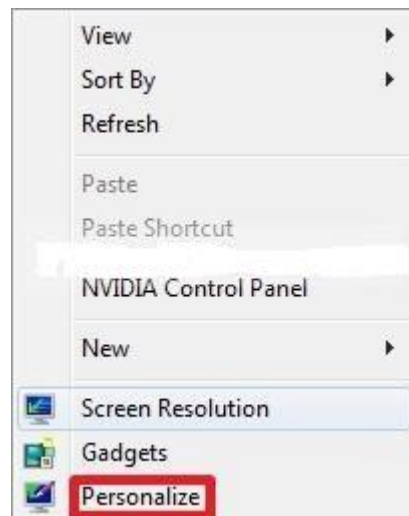 View
Sort By
Refresh
Paste
Paste Shortcut
NVIDIA Control Panel
New
Screen Resolution
Gadgets
Personalize